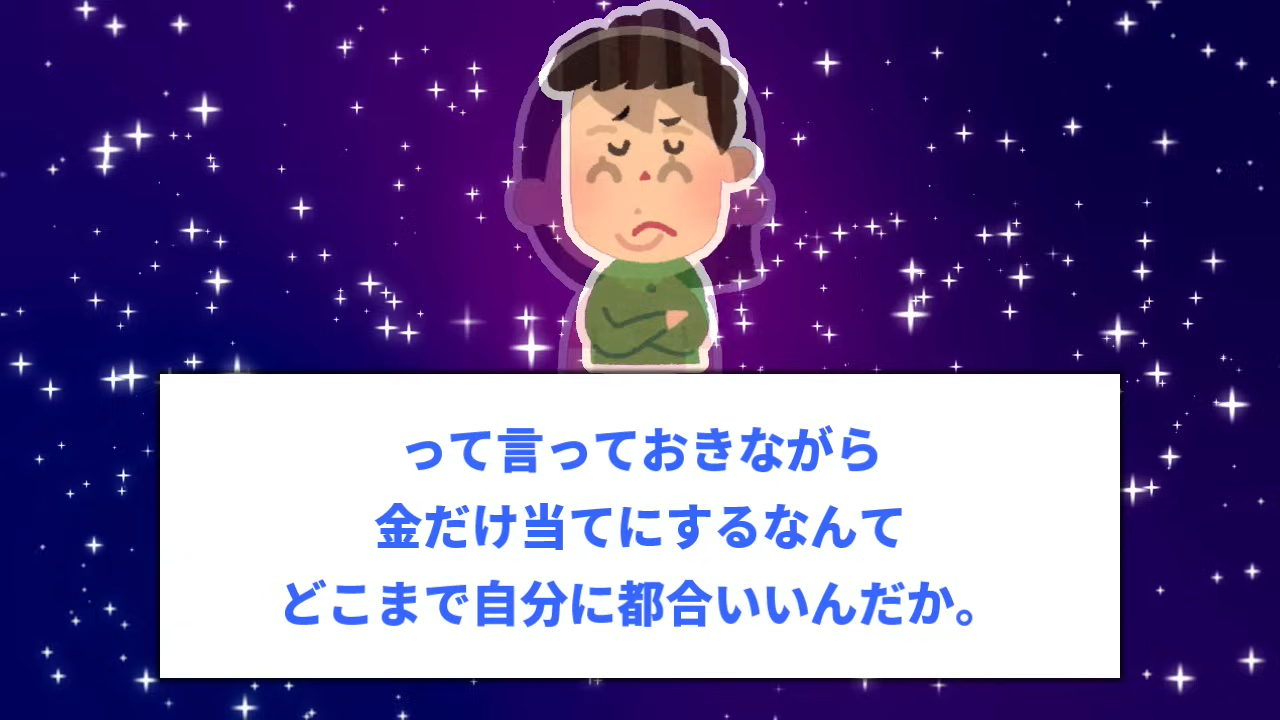 って言っておきながら
金だけ当てにするなんて
どこまで自分に都合いいんだか。